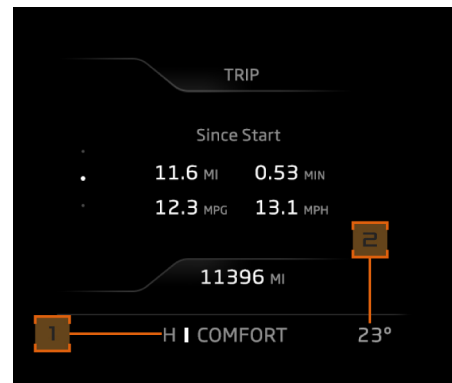 TRIP
Since Start
11.6 MI 0.53 MIN
12.3 MPG 13.1 MPH
2
11396 MI
1 H COMFORT 23°